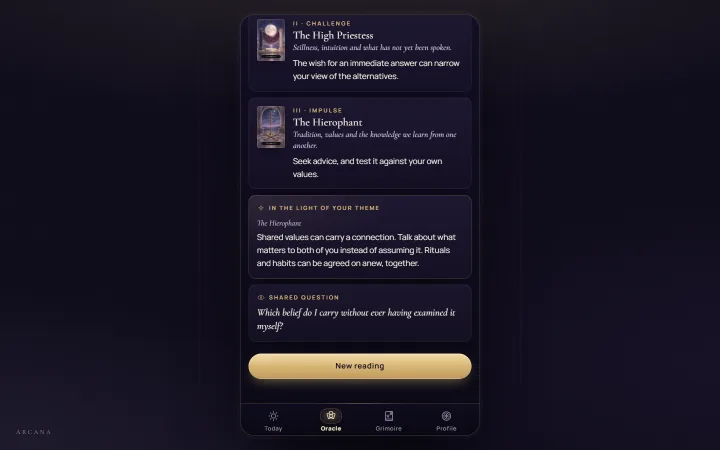 II · CHALLENGE
The High Priestess
Stillness, intuition and what has not yet been spoken.
The wish for an immediate answer can narrow
your view of the alternatives.
III · IMPULSE
The Hierophant
Tradition, values and the knowledge we learn from one
another.
Seek advice, and test it against your own
values.
IN THE LIGHT OF YOUR THEME
The Hierophant
Shared values can carry a connection. Talk about what
matters to both of you instead of assuming it. Rituals
and habits can be agreed on anew, together.
SHARED QUESTION
Which belief do I carry without ever having examined it
myself?
New reading
Today
Oracle
Grimoire
Profile
ARCANA